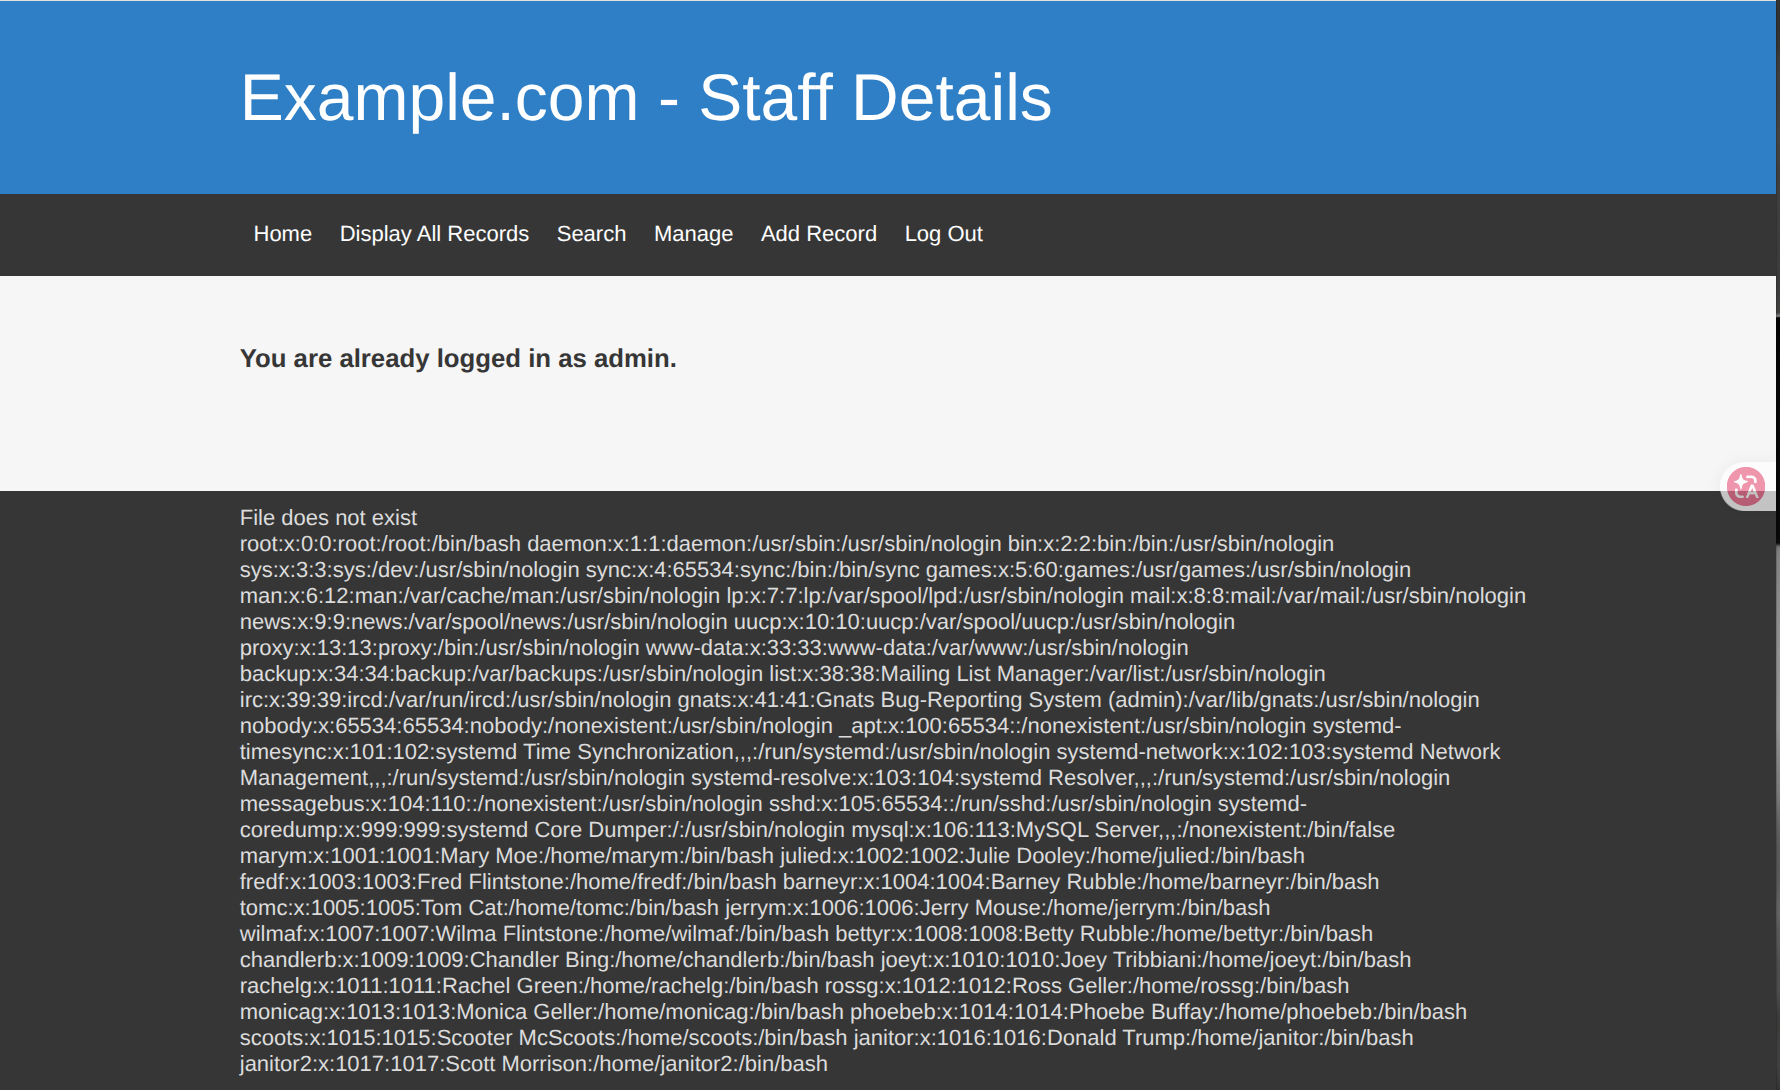 Example.com - Staff Details
Home Display All Records Search Manage Add Record Log Out
You are already logged in as admin.
File does not exist
root:x:0:0:root:/root:/bin/bash daemon:x:1:1:daemon:/usr/sbin:/usr/sbin/nologin bin:x:2:2:bin:/bin:/usr/sbin/nologin
sys:x:3:3:sys:/dev:/usr/sbin/nologin sync:x:4:65534:sync:/bin:/bin/sync games:x:5:60:games:/usr/games:/usr/sbin/nologin
man:x:6:12:man:/var/cache/man:/usr/sbin/nologin lp:x:7:7:lp:/var/spool/lpd:/usr/sbin/nologin mail:x:8:8:mail:/var/mail:/usr/sbin/nologin
news:x:9:9:news:/var/spool/news:/usr/sbin/nologin uucp:x:10:10:uucp:/var/spool/uucp:/usr/sbin/nologin
proxy:x:13:13:proxy:/bin:/usr/sbin/nologin www-data:x:33:33:www-data:/var/www:/usr/sbin/nologin
backup:x:34:34:backup:/var/backups:/usr/sbin/nologin list:x:38:38:Mailing List Manager:/var/list:/usr/sbin/nologin
irc:x:39:39:ircd:/var/run/ircd:/usr/sbin/nologin gnats:x:41:41:Gnats Bug-Reporting System (admin):/var/lib/gnats:/usr/sbin/nologin
nobody:x:65534:65534:nobody:/nonexistent:/usr/sbin/nologin _apt:x:100:65534::/nonexistent:/usr/sbin/nologin systemd-
timesync:x:101:102:systemd Time Synchronization,,,:/run/systemd:/usr/sbin/nologin systemd-network:x:102:103:systemd Network
Management,,,:/run/systemd:/usr/sbin/nologin systemd-resolve:x:103:104:systemd Resolver,,,:/run/systemd:/usr/sbin/nologin
messagebus:x:104:110::/nonexistent:/usr/sbin/nologin sshd:x:105:65534::/run/sshd:/usr/sbin/nologin systemd-
coredump:x:999:999:systemd Core Dumper:/:/usr/sbin/nologin mysql:x:106:113:MySQL Server,,,:/nonexistent:/bin/false
marym:x:1001:1001:Mary Moe:/home/marym:/bin/bash julied:x:1002:1002:Julie Dooley:/home/julied:/bin/bash
fredf:x:1003:1003:Fred Flintstone:/home/fredf:/bin/bash barneyr:x:1004:1004:Barney Rubble:/home/barneyr:/bin/bash
tomc:x:1005:1005:Tom Cat:/home/tomc:/bin/bash jerrym:x:1006:1006:Jerry Mouse:/home/jerrym:/bin/bash
wilmaf:x:1007:1007:Wilma Flintstone:/home/wilmaf:/bin/bash bettyr:x:1008:1008:Betty Rubble:/home/bettyr:/bin/bash
chandlerb:x:1009:1009:Chandler Bing:/home/chandlerb:/bin/bash joeyt:x:1010:1010:Joey Tribbiani:/home/joeyt:/bin/bash
rachelg:x:1011:1011:Rachel Green:/home/rachelg:/bin/bash rossg:x:1012:1012:Ross Geller:/home/rossg:/bin/bash
monicag:x:1013:1013:Monica Geller:/home/monicag:/bin/bash phoebeb:x:1014:1014:Phoebe Buffay:/home/phoebeb:/bin/bash
scoots:x:1015:1015:Scooter McScoots:/home/scoots:/bin/bash janitor:x:1016:1016:Donald Trump:/home/janitor:/bin/bash
janitor2:x:1017:1017:Scott Morrison:/home/janitor2:/bin/bash